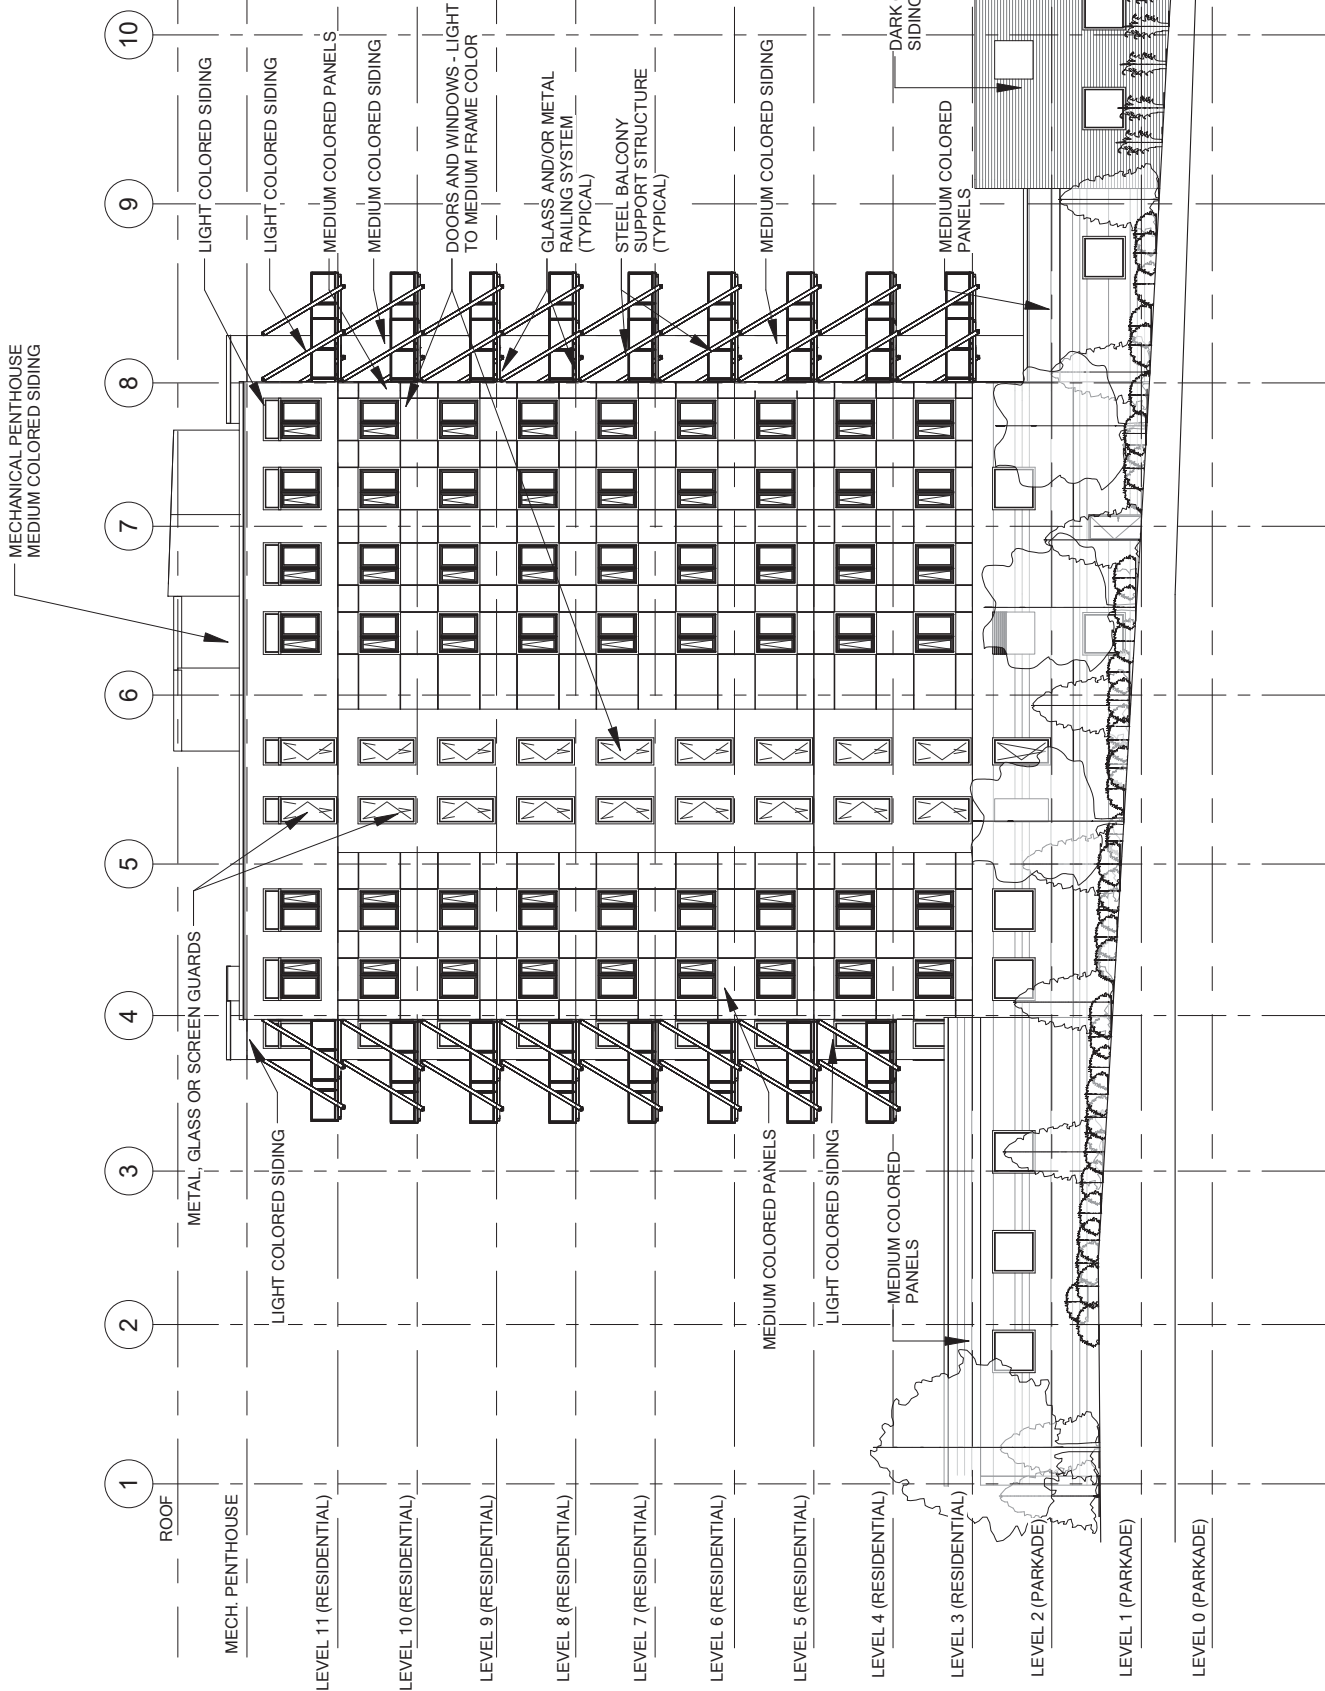 MECHANICAL PENTHOUSE
MEDIUM COLORED SIDING
1
2
3
4
5
6
7
8
9
10
ROOF
MECH. PENTHOUSE
LEVEL 11 (RESIDENTIAL)
LEVEL 10 (RESIDENTIAL)
LEVEL 9 (RESIDENTIAL)
LEVEL 8 (RESIDENTIAL)
LEVEL 7 (RESIDENTIAL)
LEVEL 6 (RESIDENTIAL)
LEVEL 5 (RESIDENTIAL)
LEVEL 4 (RESIDENTIAL)
LEVEL 3 (RESIDENTIAL)
LEVEL 2 (PARKADE)
LEVEL 1 (PARKADE)
LEVEL 0 (PARKADE)
METAL, GLASS OR SCREEN GUARDS
LIGHT COLORED SIDING
MEDIUM COLORED PANELS
LIGHT COLORED SIDING
MEDIUM COLORED
PANELS
LIGHT COLORED SIDING
LIGHT COLORED SIDING
MEDIUM COLORED PANELS
MEDIUM COLORED SIDING
DOORS AND WINDOWS - LIGHT
TO MEDIUM FRAME COLOR
GLASS AND/OR METAL
RAILING SYSTEM
(TYPICAL)
STEEL BALCONY
SUPPORT STRUCTURE
(TYPICAL)
MEDIUM COLORED SIDING
MEDIUM COLORED
PANELS
DARK
SIDING